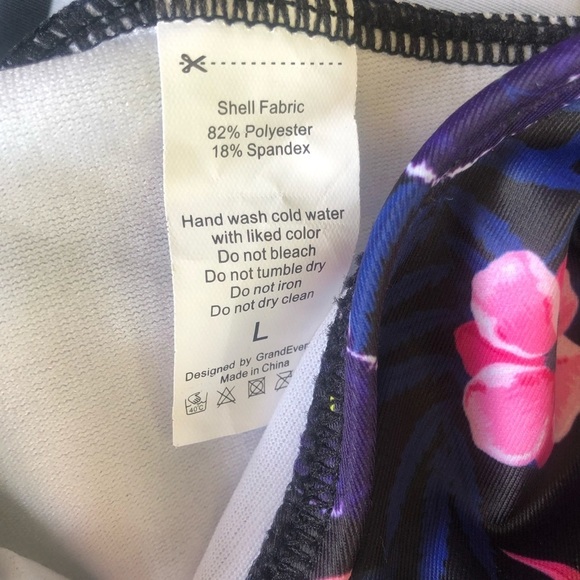 Shell Fabric
82% Polyester
18% Spandex
Hand wash cold water
with liked color
Do not bleach
Do not tumble dry
Do not iron
Do not dry clean
L
Designed by GrandEver
Made in China
40°C